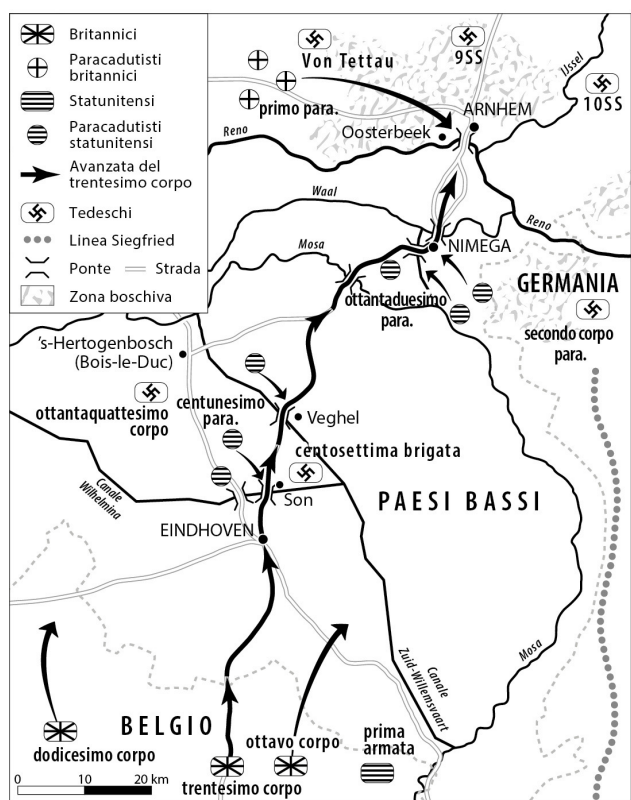 Britannici
Paracadutisti
britannici
Statunitensi
Paracadutisti
statunitensi
Avanzata del
trentesimo corpo
Tedeschi
Linea Siegfried
Ponte
Strada
Zona boschiva
Von Tettau
9SS
IJssel
10SS
primo para.
ARNHEM
Oosterbeek
Reno
Waal
Reno
Mosa
NIMEGA
ottantaduesimo
para.
GERMANIA
secondo corpo
para.
's-Hertogenbosch
(Bois-le-Duc)
ottantaquattesimo
corpo
centunesimo
para.
Veghel
centosettima brigata
Canale
Wilhelmina
Son
PAESI BASSI
EINDHOVEN
Mosa
Canale
Zuid-Willemsvaart
BELGIO
dodicesimo corpo
ottavo corpo
prima
armata
trentesimo corpo
0 10 20 km